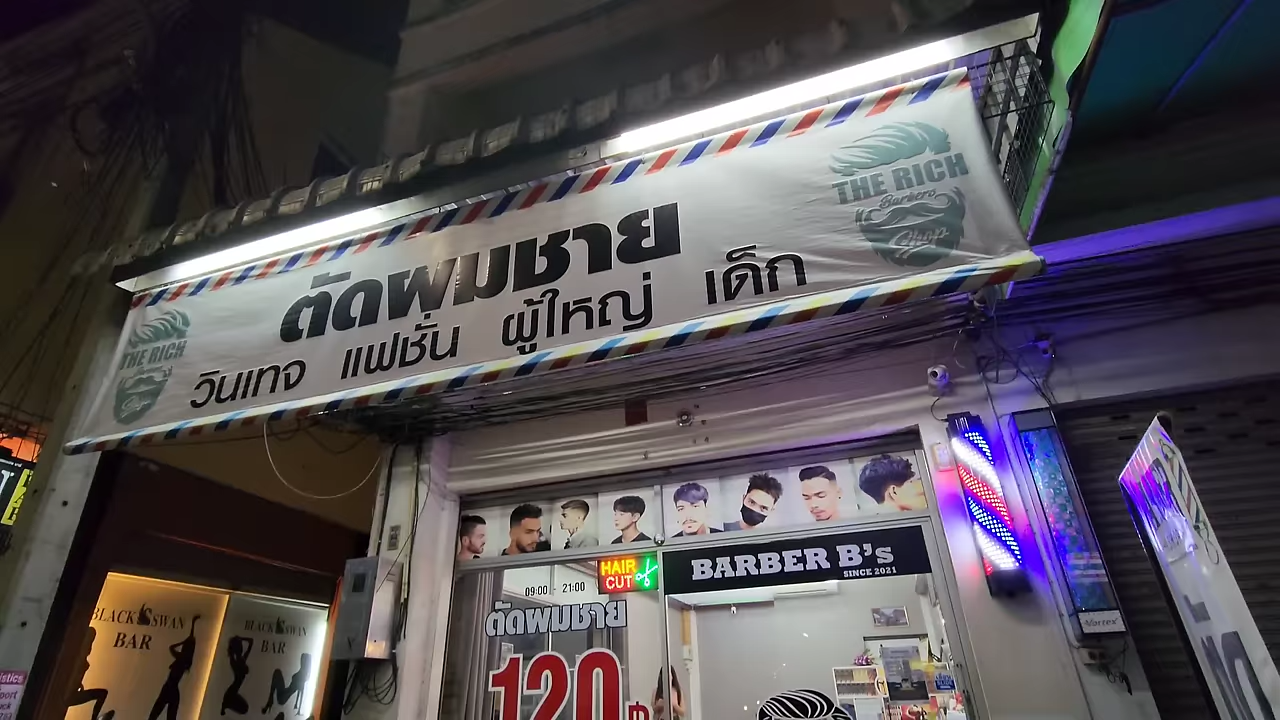 THE RICH
Barbers
Shop
ตัดผมชาย
วินเทจ แฟชั่น ผู้ใหญ่ เด็ก
THE RICH
Shop
HAIR
CUT
BARBER B's
SINCE 2021
09:00 - 21:00
ตัดผมชาย
120 ฿
BLACK SWAN
BAR
BLACK SWAN
BAR
Vortex